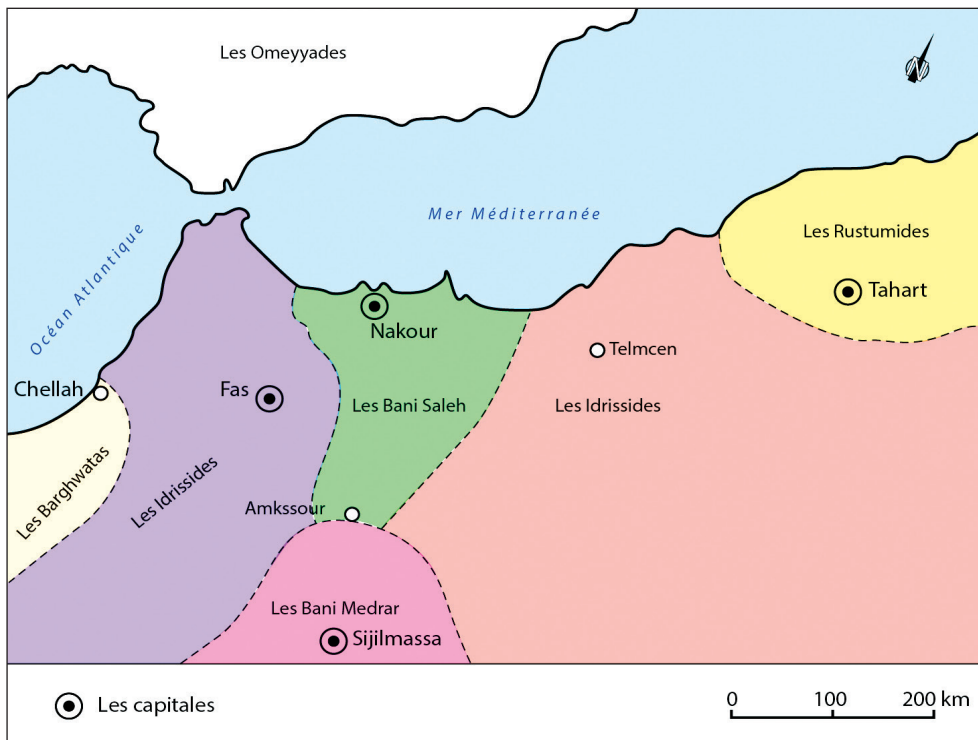 Les Omeyyades
N
Mer Méditerranée
Océan Atlantique
Les Rustumides
Tahart
Nakour
Telmcen
Chellah
Fas
Les Bani Saleh
Les Idrissides
Les Barghwatas
Les Idrissides
Amkssour
Les Bani Medrar
Sijilmassa
Les capitales
0 100 200 km